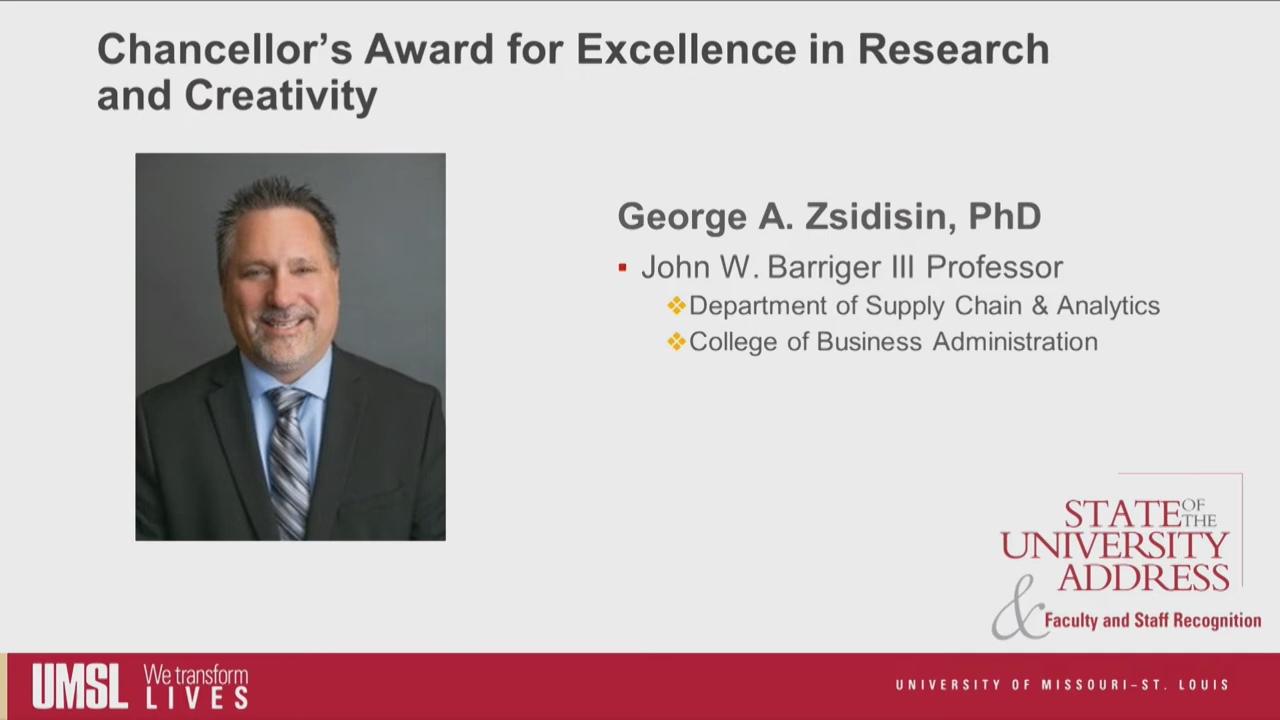 Chancellor's Award for Excellence in Research
and Creativity
George A. Zsidisin, PhD
John W. Barriger III Professor
Department of Supply Chain & Analytics
College of Business Administration
STATE OF THE
UNIVERSITY
ADDRESS
& Faculty and Staff Recognition
UMSL We transform
LIVES
UNIVERSITY OF MISSOURI–ST. LOUIS